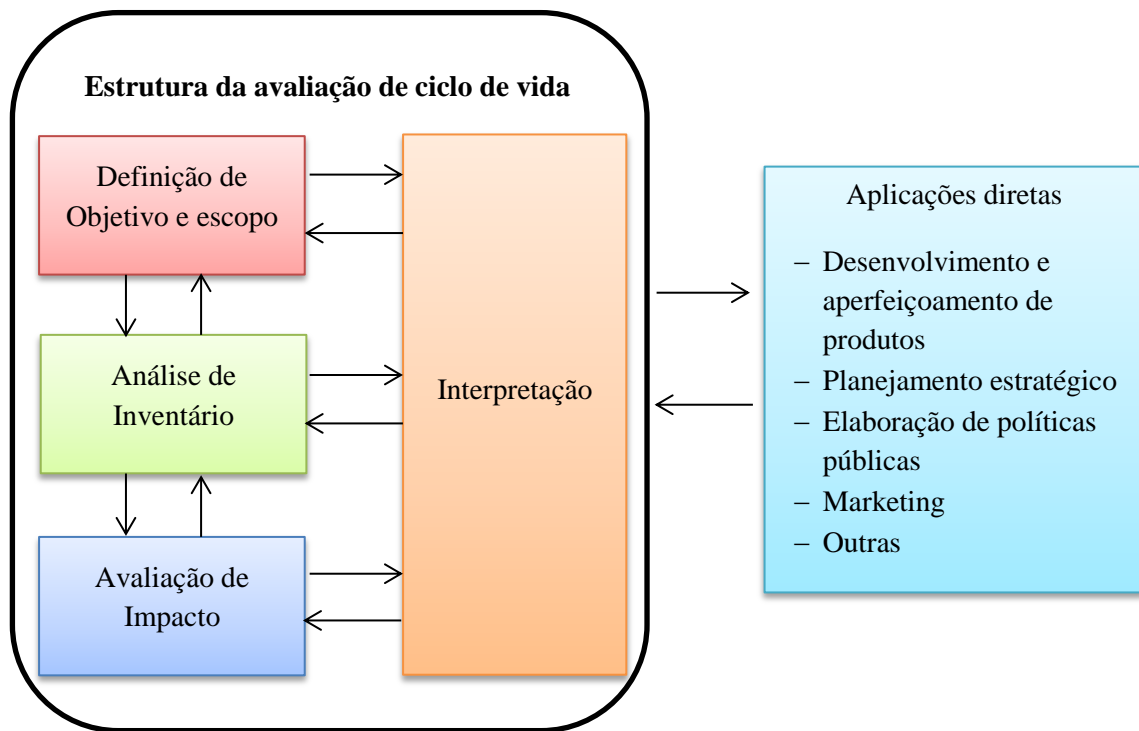 Estrutura da avaliação de ciclo de vida
Definição de
Objetivo e escopo
Análise de
Inventário
Avaliação de
Impacto
Interpretação
Aplicações diretas
– Desenvolvimento e
aperfeiçoamento de
produtos
– Planejamento estratégico
– Elaboração de políticas
públicas
– Marketing
– Outras